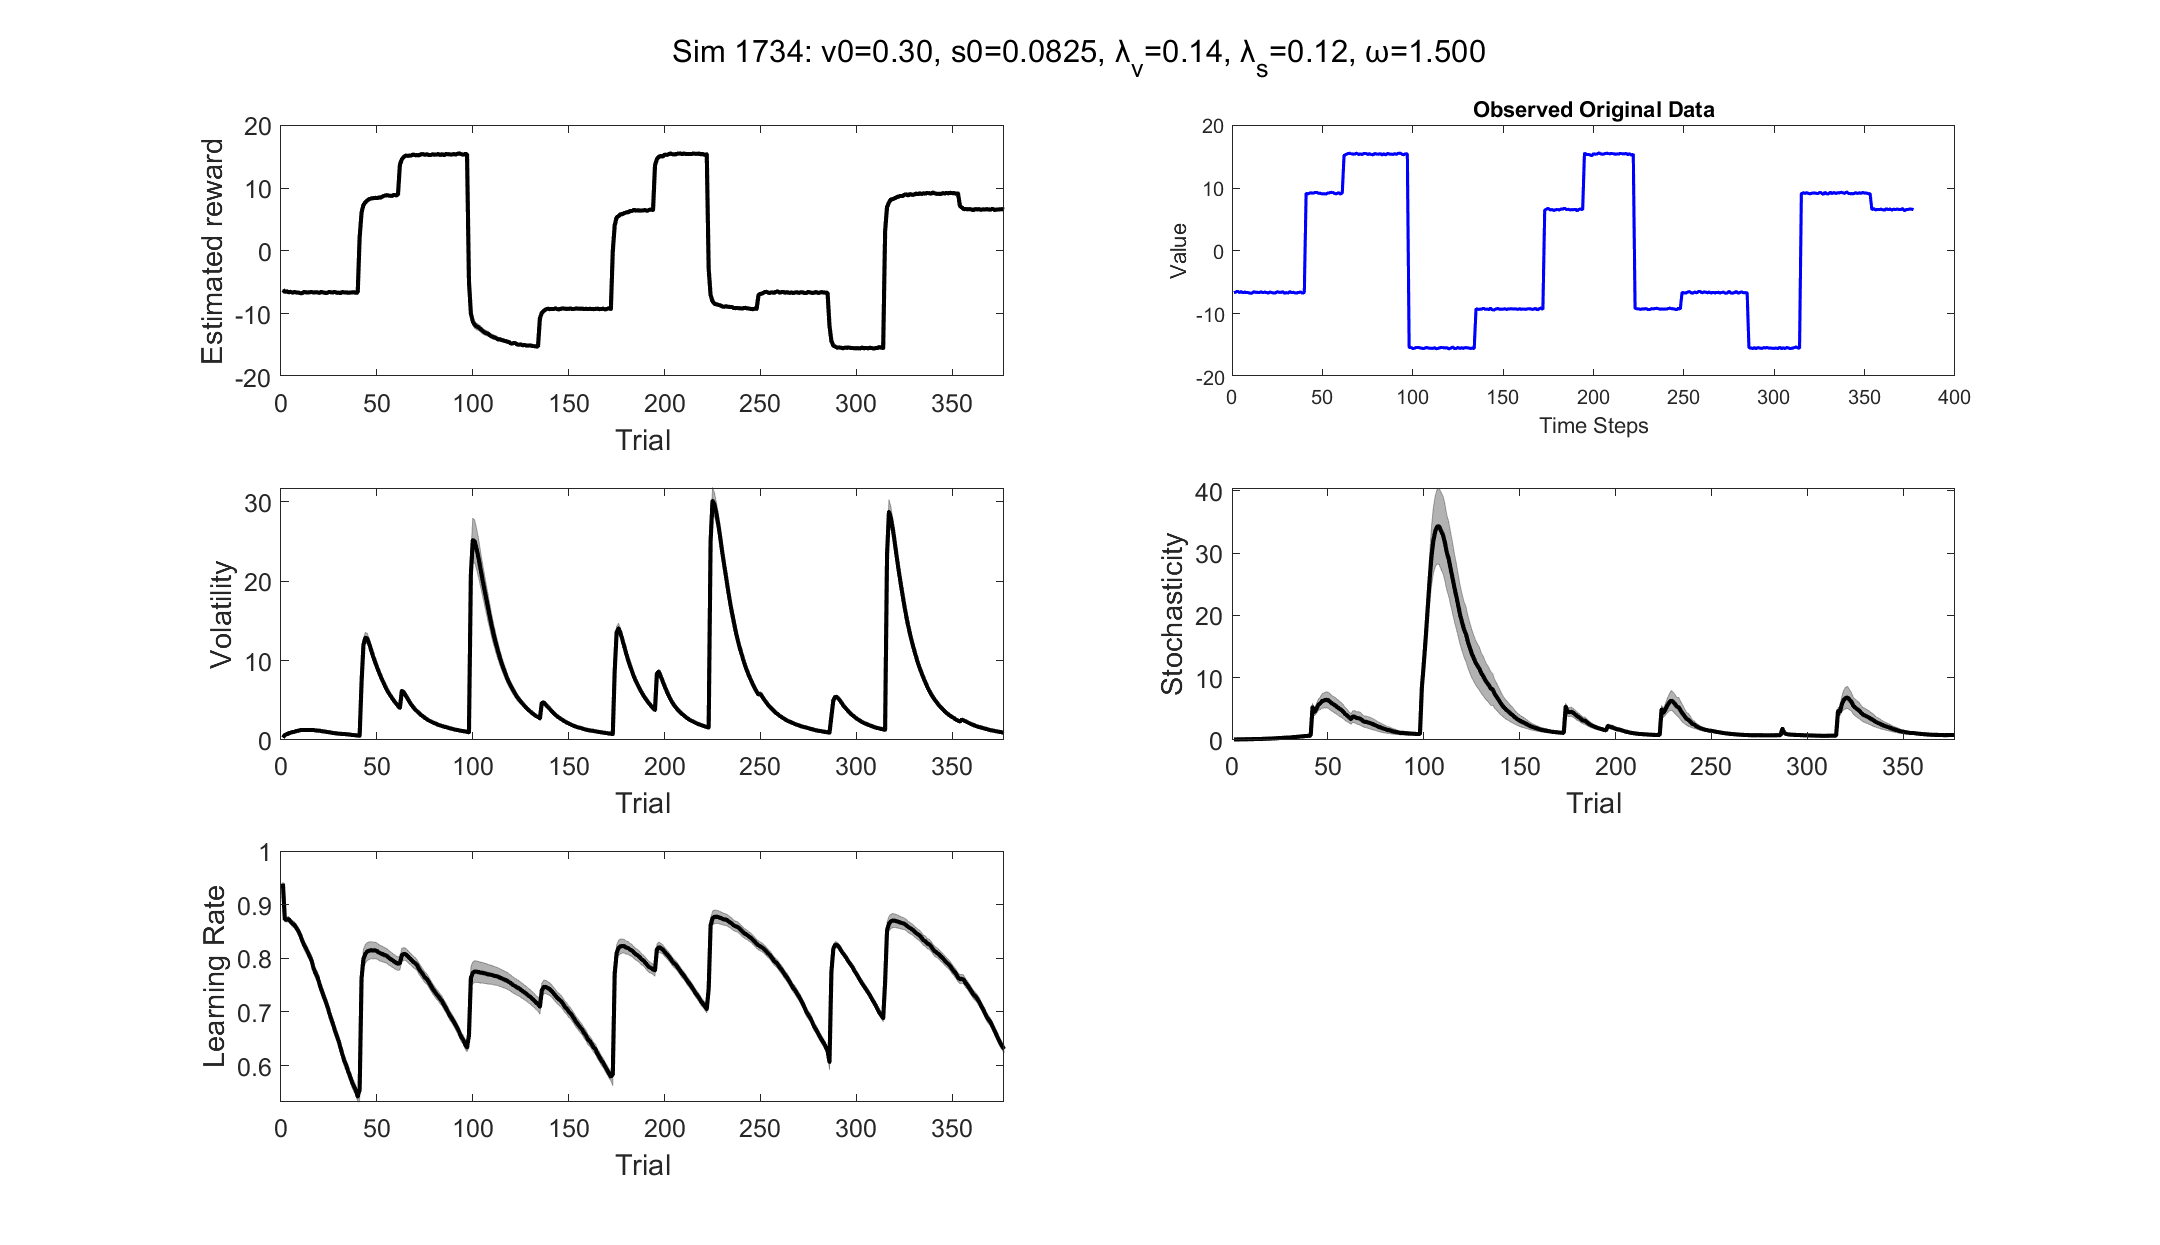 Sim 1734: v0=0.30, s0=0.0825, λv=0.14, λs=0.12, ω=1.500
Estimated reward
20
10
0
-10
-20
0 50 100 150 200 250 300 350
Trial
Observed Original Data
Value
20
10
0
-10
-20
0 50 100 150 200 250 300 350 400
Time Steps
Volatility
30
20
10
0
0 50 100 150 200 250 300 350
Trial
Stochasticity
40
30
20
10
0
0 50 100 150 200 250 300 350
Trial
Learning Rate
1
0.9
0.8
0.7
0.6
0 50 100 150 200 250 300 350
Trial